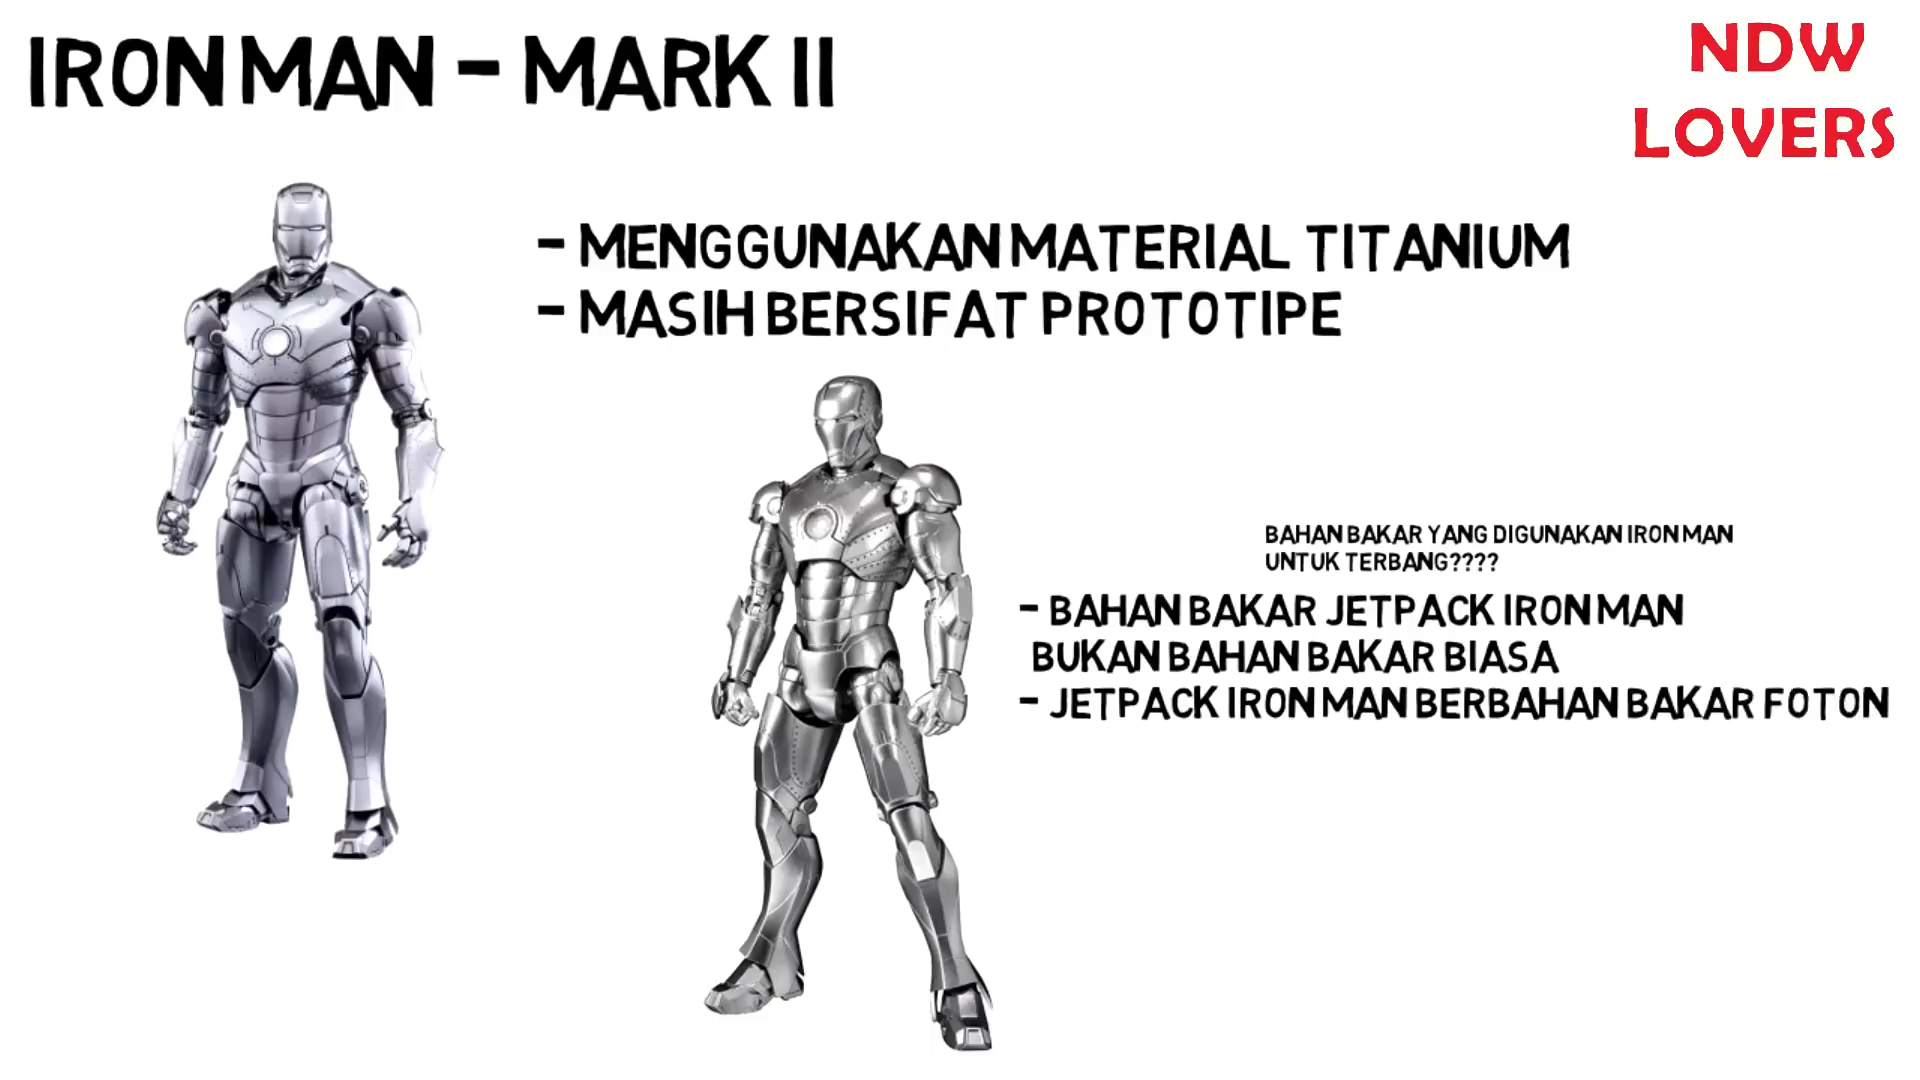 IRON MAN - MARK II
NDW
LOVERS
- MENGGUNAKAN MATERIAL TITANIUM
- MASIH BERSIFAT PROTOTIPE
BAHAN BAKAR YANG DIGUNAKAN IRON MAN
UNTUK TERBANG????
- BAHAN BAKAR JETPACK IRON MAN
BUKAN BAHAN BAKAR BIASA
- JETPACK IRON MAN BERBAHAN BAKAR FOTON